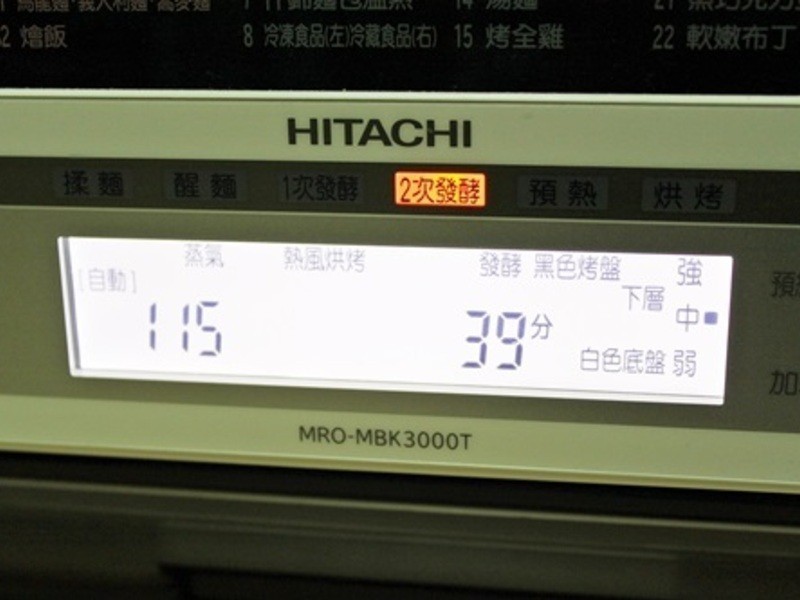 2 燴飯
8 冷凍食品(左)冷藏食品(右)
15 烤全雞
22 軟嫩布丁
HITACHI
揉麵 醒麵 1次發酵 2次發酵 預熱 烘烤
蒸氣 熱風烘烤 發酵 黑色烤盤 強
[自動] 下層
115 39分 中
白色底盤 弱
加
MRO-MBK3000T